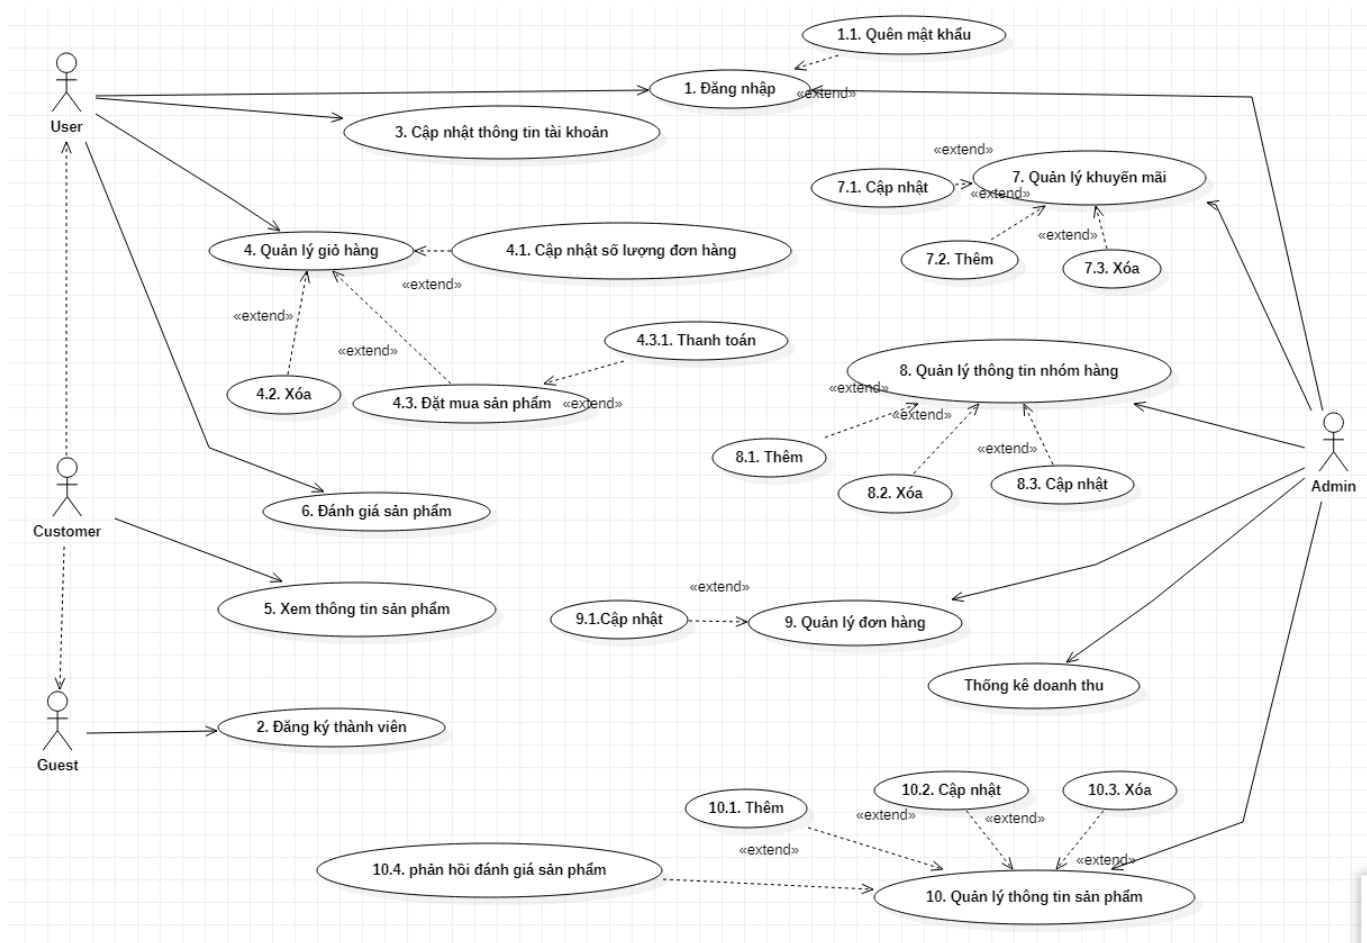 1.1. Quên mật khẩu
1. Đăng nhập
«extend»
User
3. Cập nhật thông tin tài khoản
«extend»
7. Quản lý khuyến mãi
7.1. Cập nhật
«extend»
4. Quản lý giỏ hàng
4.1. Cập nhật số lượng đơn hàng
«extend»
7.2. Thêm
7.3. Xóa
«extend»
«extend»
«extend»
4.3.1. Thanh toán
8. Quản lý thông tin nhóm hàng
«extend»
4.2. Xóa
4.3. Đặt mua sản phẩm
«extend»
«extend»
«extend»
8.1. Thêm
8.2. Xóa
8.3. Cập nhật
Admin
6. Đánh giá sản phẩm
Customer
«extend»
5. Xem thông tin sản phẩm
9.1.Cập nhật
9. Quản lý đơn hàng
Thống kê doanh thu
2. Đăng ký thành viên
Guest
10.2. Cập nhật
10.3. Xóa
10.1. Thêm
«extend»
«extend»
«extend»
«extend»
10.4. phản hồi đánh giá sản phẩm
10. Quản lý thông tin sản phẩm